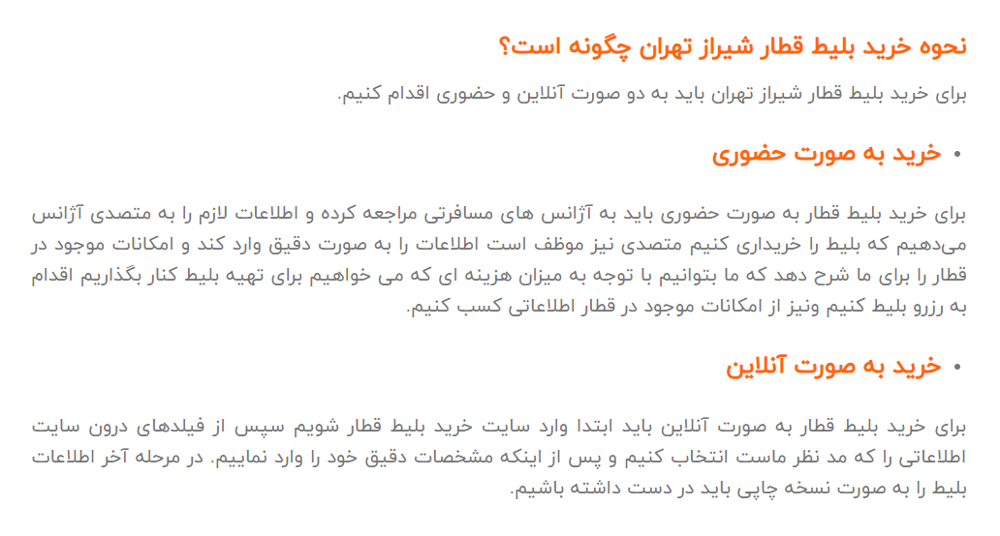 نحوه خرید بلیط قطار شیراز تهران چگونه است؟
برای خرید بلیط قطار شیراز تهران باید به دو صورت آنلاین و حضوری اقدام کنیم.
• خرید به صورت حضوری
برای خرید بلیط قطار به صورت حضوری باید به آژانس های مسافرتی مراجعه کرده و اطلاعات لازم را به متصدی آژانس
می‌دهیم که بلیط را خریداری کنیم متصدی نیز موظف است اطلاعات را به صورت دقیق وارد کند و امکانات موجود در
قطار را برای ما شرح دهد که ما بتوانیم با توجه به میزان هزینه ای که می خواهیم برای تهیه بلیط کنار بگذاریم اقدام
به رزرو بلیط کنیم ونیز از امکانات موجود در قطار اطلاعاتی کسب کنیم.
• خرید به صورت آنلاین
برای خرید بلیط قطار به صورت آنلاین باید ابتدا وارد سایت خرید بلیط قطار شویم سپس از فیلدهای درون سایت
اطلاعاتی را که مد نظر ماست انتخاب کنیم و پس از اینکه مشخصات دقیق خود را وارد نماییم. در مرحله آخر اطلاعات
بلیط را به صورت نسخه چاپی باید در دست داشته باشیم.